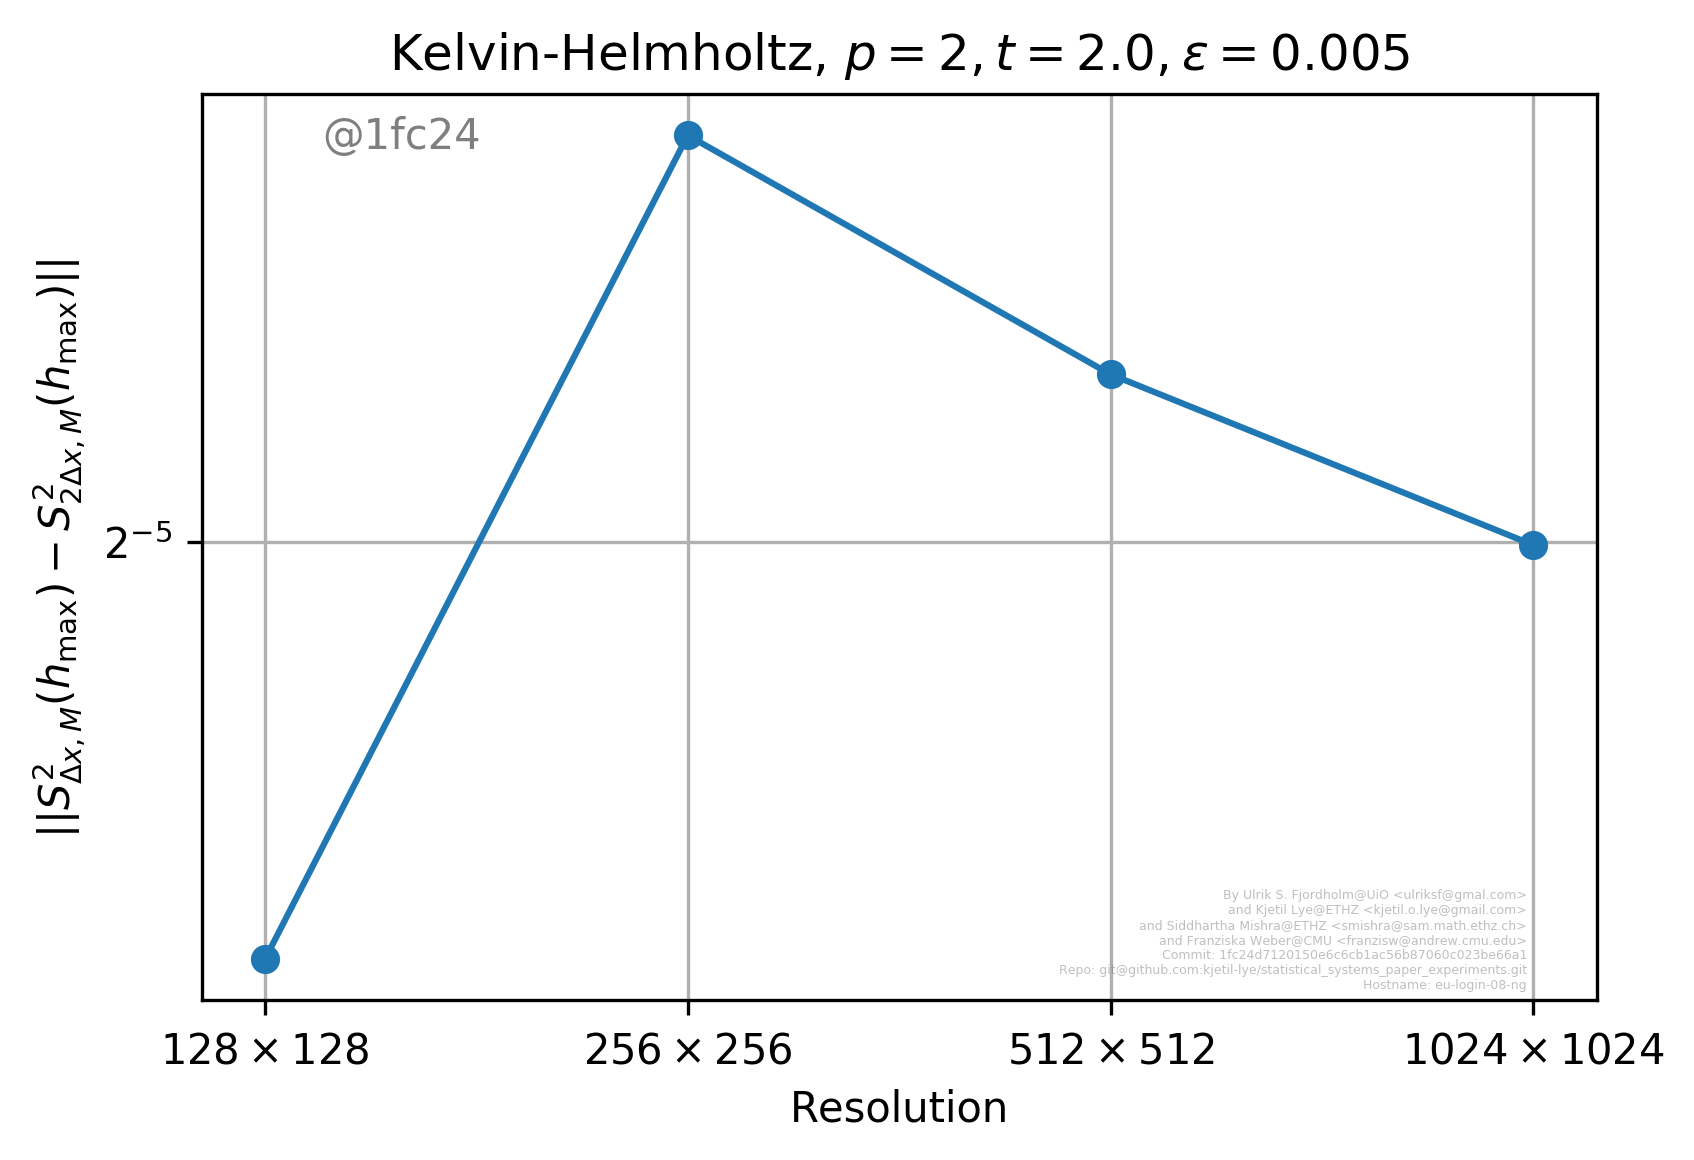 Kelvin-Helmholtz, p = 2, t = 2.0, ε = 0.005
@1fc24
||S²_{Δx,M}(h_max) − S²_{2Δx,M}(h_max)||
2⁻⁵
By Ulrik S. Fjordholm@UiO <ulriksf@gmal.com>
and Kjetil Lye@ETHZ <kjetil.o.lye@gmail.com>
and Siddhartha Mishra@ETHZ <smishra@sam.math.ethz.ch>
and Franziska Weber@CMU <franzisw@andrew.cmu.edu>
Commit: 1fc24d7120150e6c6cb1ac56b87060c023be66a1
Repo: git@github.com:kjetil-lye/statistical_systems_paper_experiments.git
Hostname: eu-login-08-ng
128 × 128 256 × 256 512 × 512 1024 × 1024
Resolution